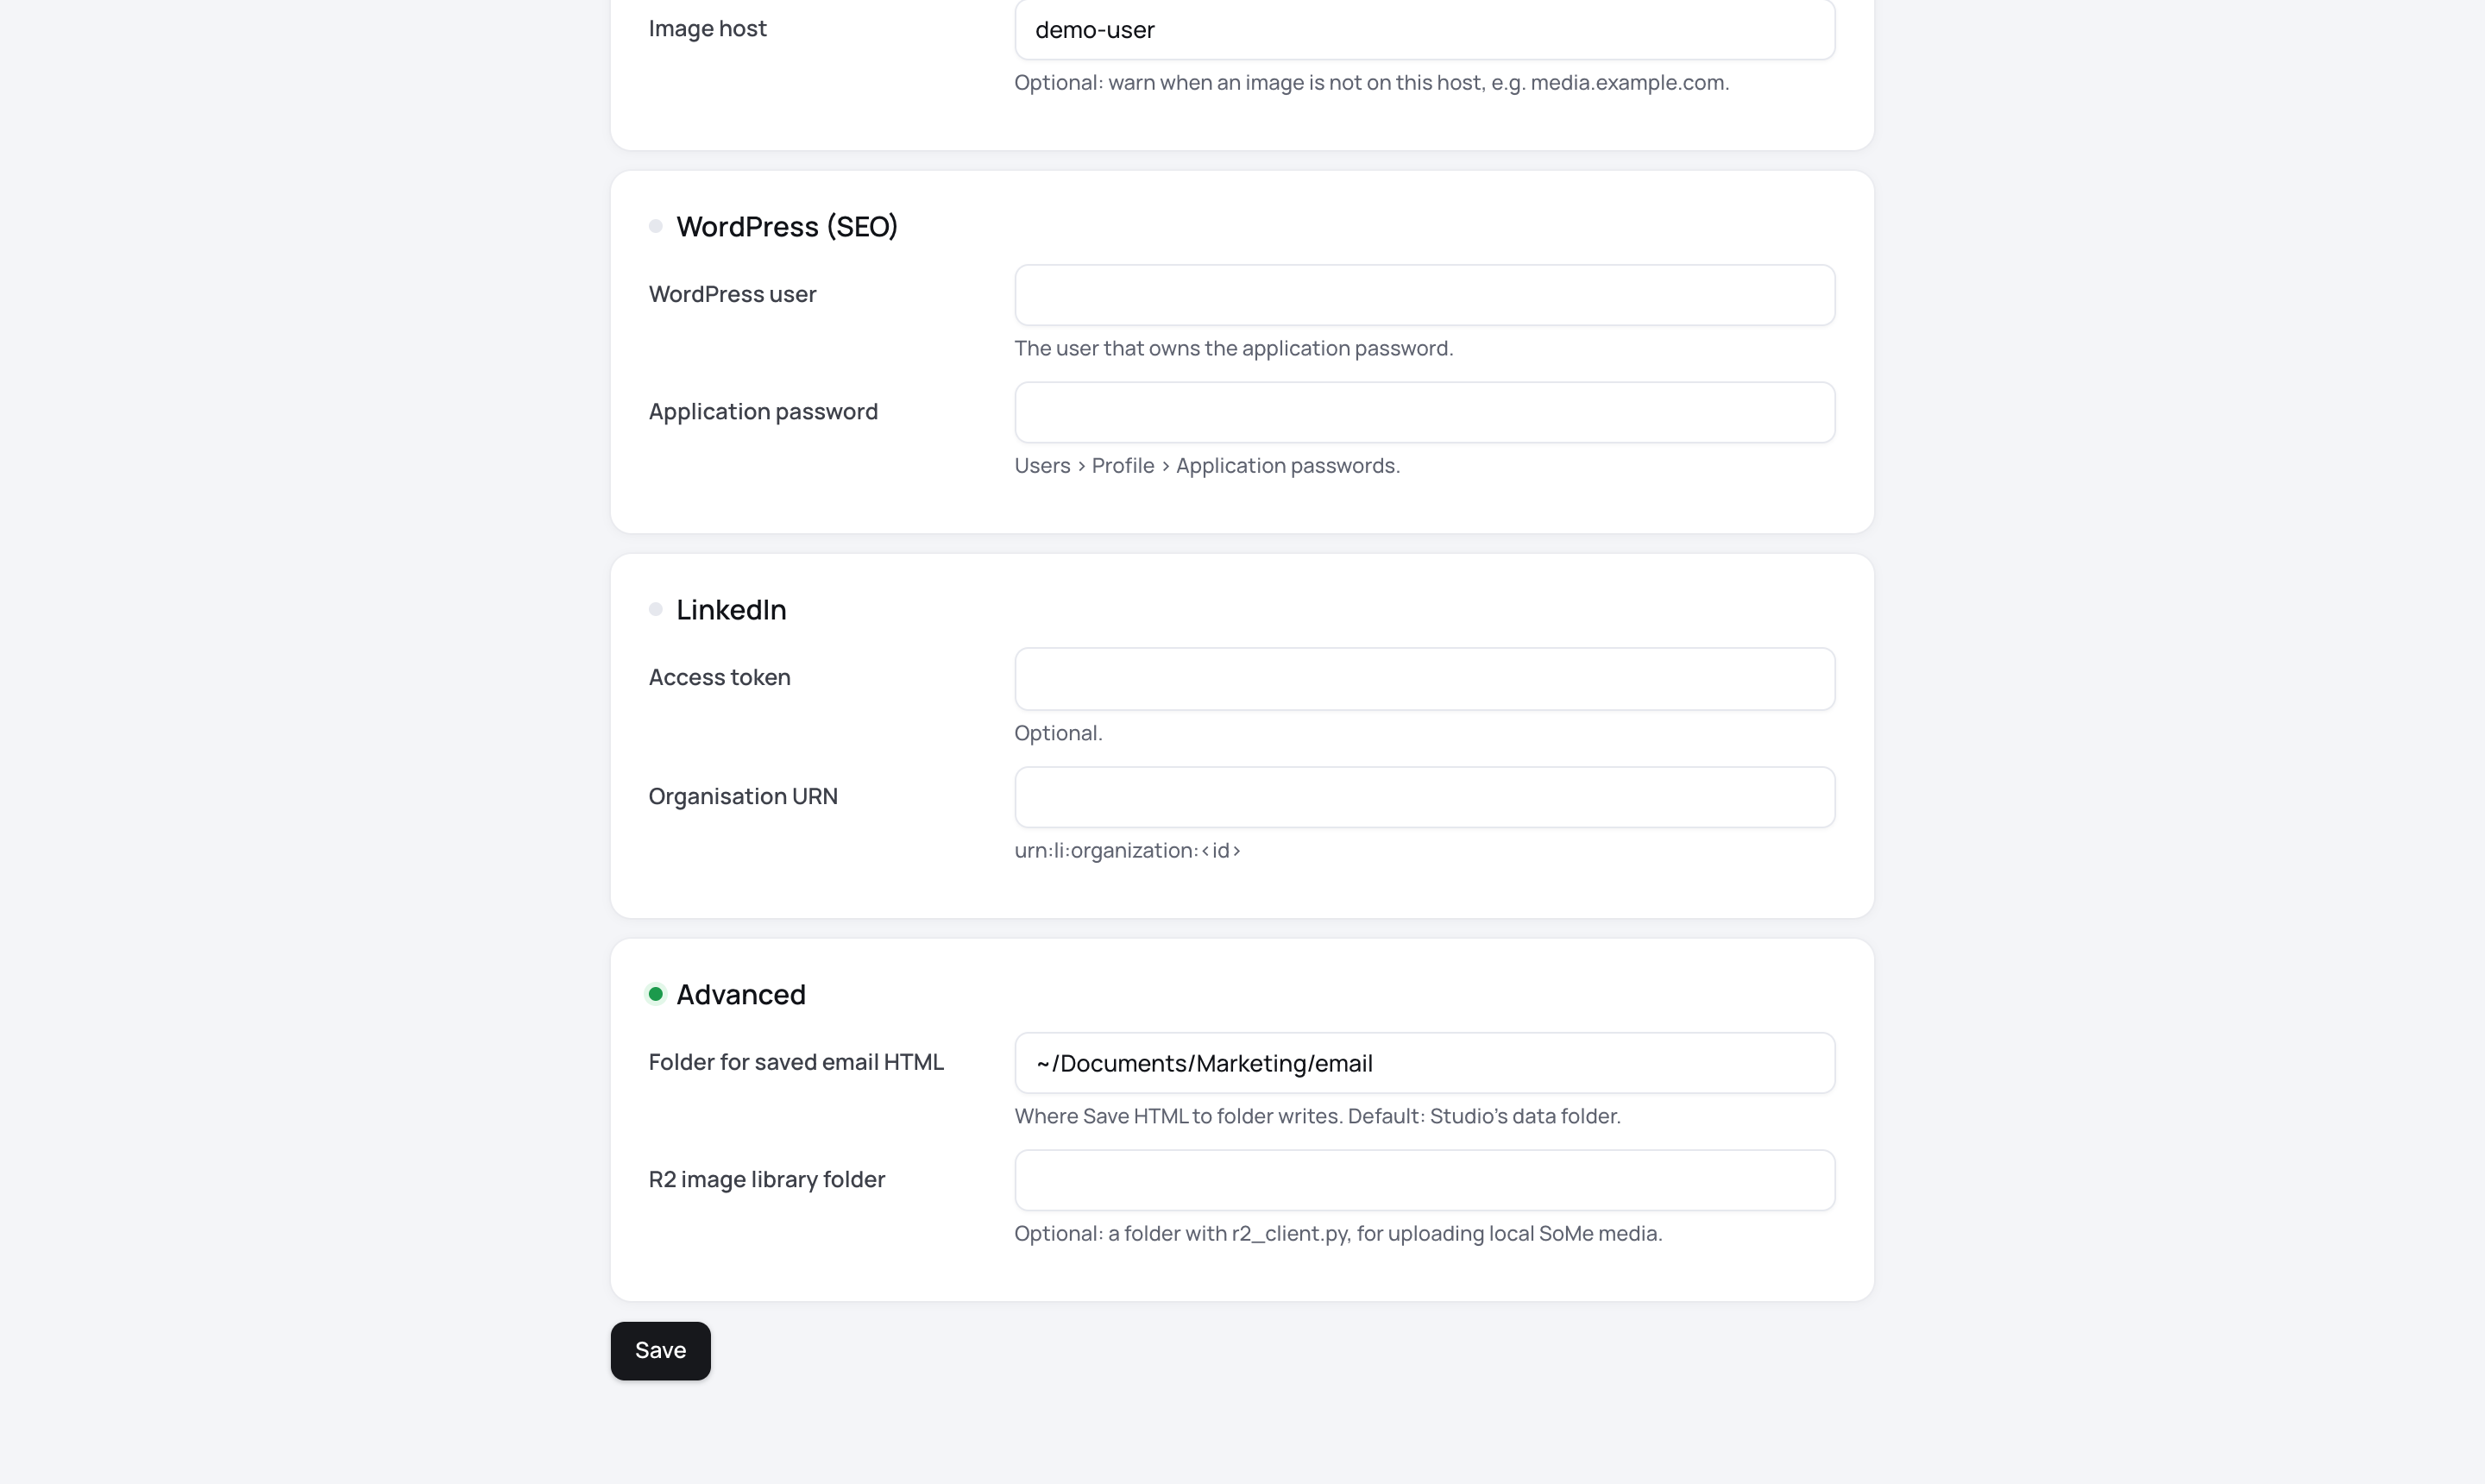 Image host
demo-user
Optional: warn when an image is not on this host, e.g. media.example.com.
WordPress (SEO)
WordPress user
The user that owns the application password.
Application password
Users > Profile > Application passwords.
LinkedIn
Access token
Optional.
Organisation URN
urn:li:organization:<id>
Advanced
Folder for saved email HTML
~/Documents/Marketing/email
Where Save HTML to folder writes. Default: Studio’s data folder.
R2 image library folder
Optional: a folder with r2_client.py, for uploading local SoMe media.
Save